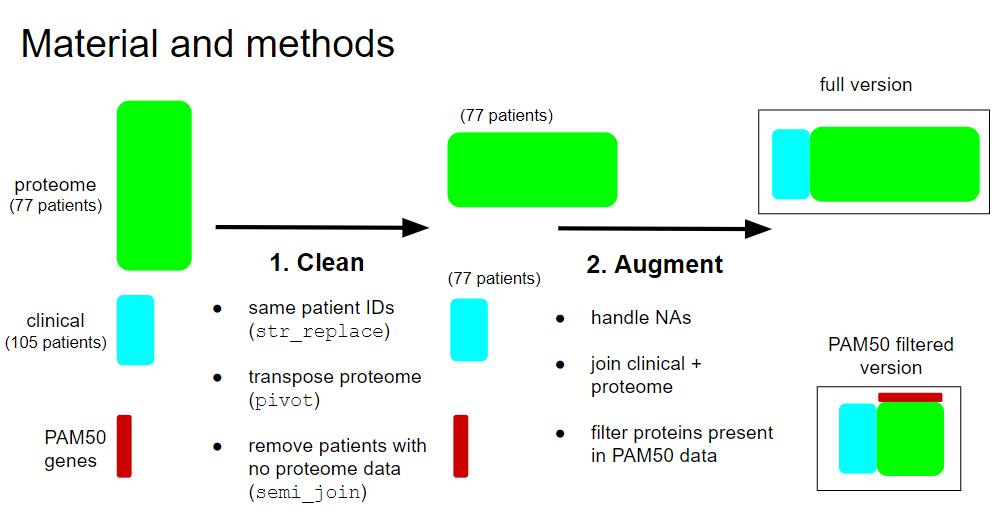 Material and methods
proteome
(77 patients)
clinical
(105 patients)
PAM50
genes
1. Clean
● same patient IDs
(str_replace)
● transpose proteome
(pivot)
● remove patients with
no proteome data
(semi_join)
(77 patients)
(77 patients)
2. Augment
● handle NAs
● join clinical +
proteome
● filter proteins present
in PAM50 data
full version
PAM50 filtered
version